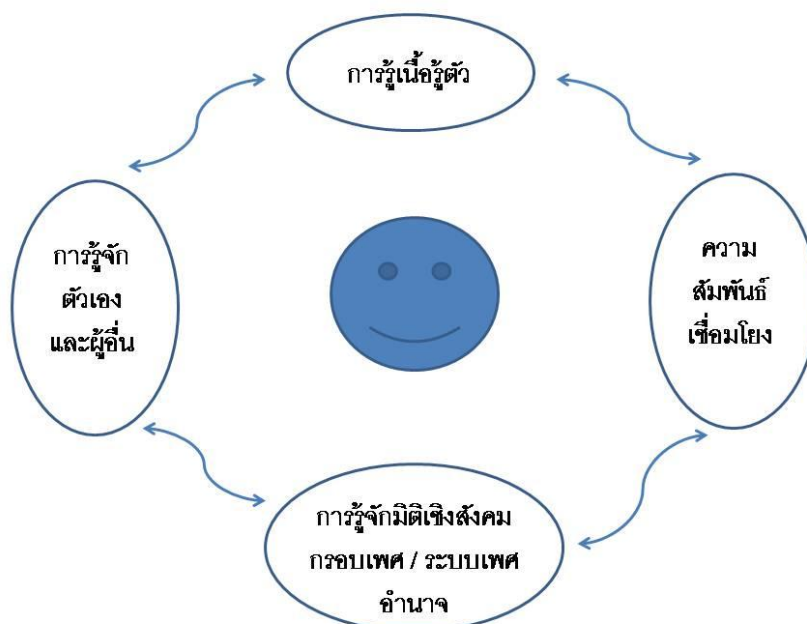 การรู้เนื้อรู้ตัว
การรู้จัก
ตัวเอง
และผู้อื่น
ความ
สัมพันธ์
เชื่อมโยง
การรู้จักมิติเชิงสังคม
กรอบเพศ / ระบบเพศ
อำนาจ